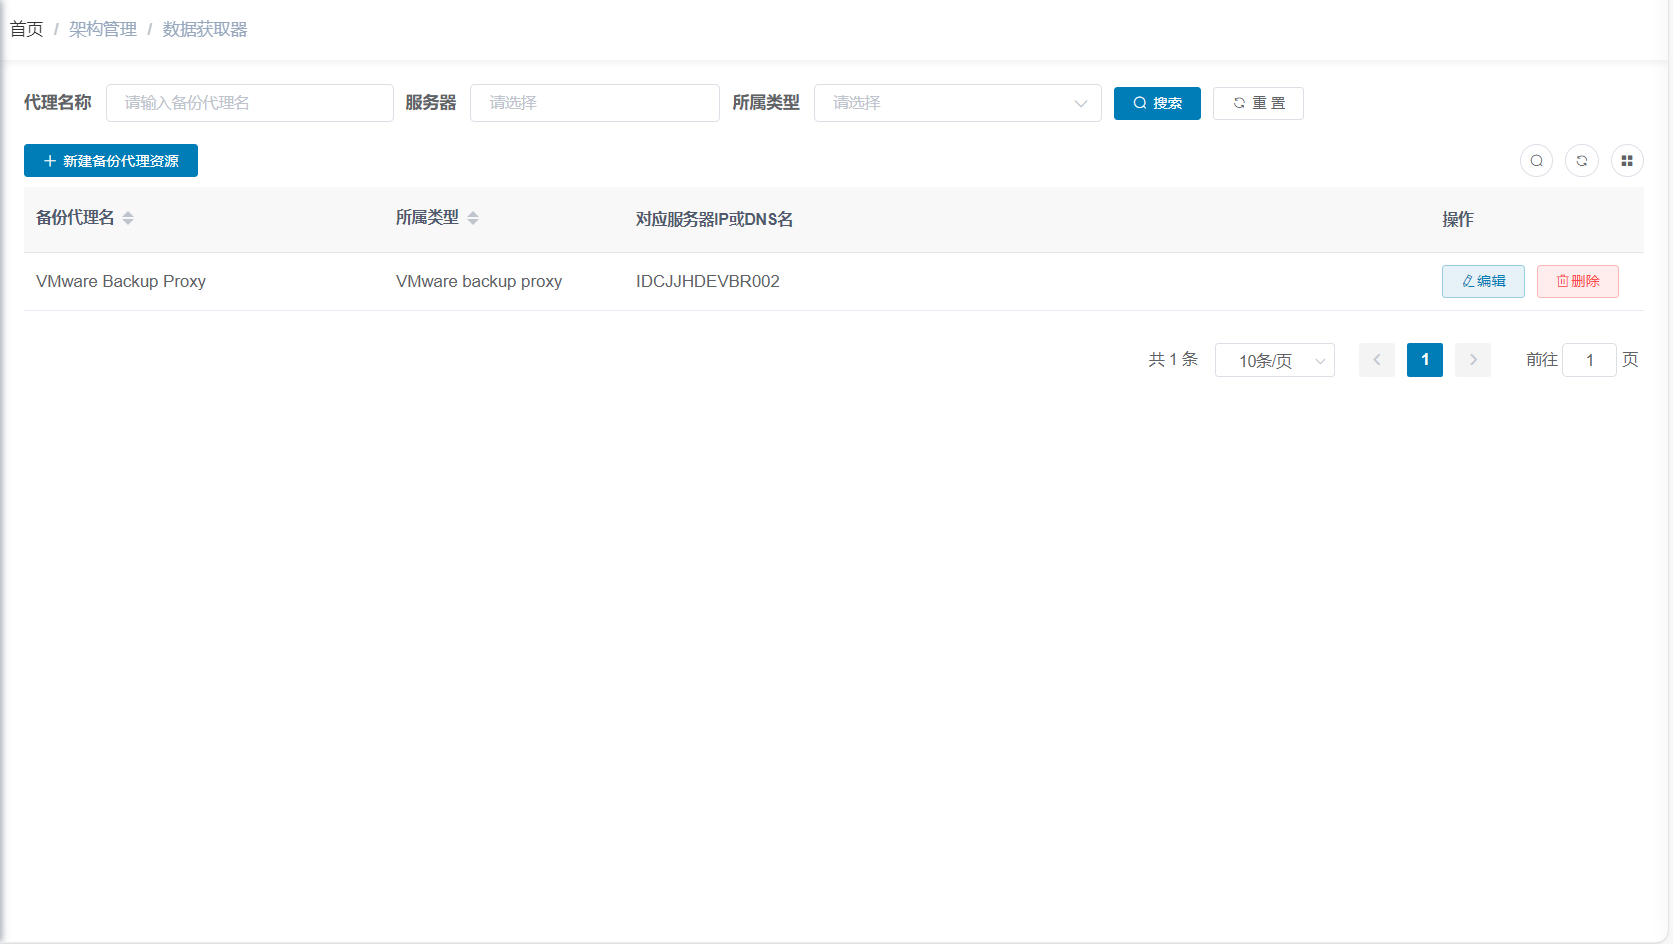 首页 / 架构管理 / 数据获取器
代理名称 请输入备份代理名 服务器 请选择 所属类型 请选择 搜索 重 置
新建备份代理资源
备份代理名 所属类型 对应服务器IP或DNS名 操作
VMware Backup Proxy VMware backup proxy IDCJJHDEVBR002 编辑 删除
共 1 条 10条/页 1 前往 1 页